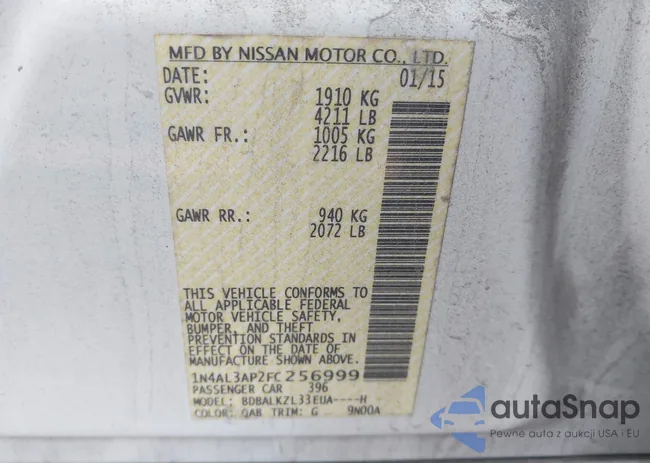 MFD BY NISSAN MOTOR CO., LTD.
DATE: 01/15
GVWR: 1910 KG
4211 LB
GAWR FR.: 1005 KG
2216 LB
GAWR RR.: 940 KG
2072 LB
THIS VEHICLE CONFORMS TO
ALL APPLICABLE FEDERAL
MOTOR VEHICLE SAFETY,
BUMPER, AND THEFT
PREVENTION STANDARDS IN
EFFECT ON THE DATE OF
MANUFACTURE SHOWN ABOVE.
1N4AL3AP2FC256999
PASSENGER CAR 396
MODEL: BDBALKZL33EUA----H
COLOR: QAB TRIM: G 9N00A
autaSnap
Pewne auta z aukcji USA i EU